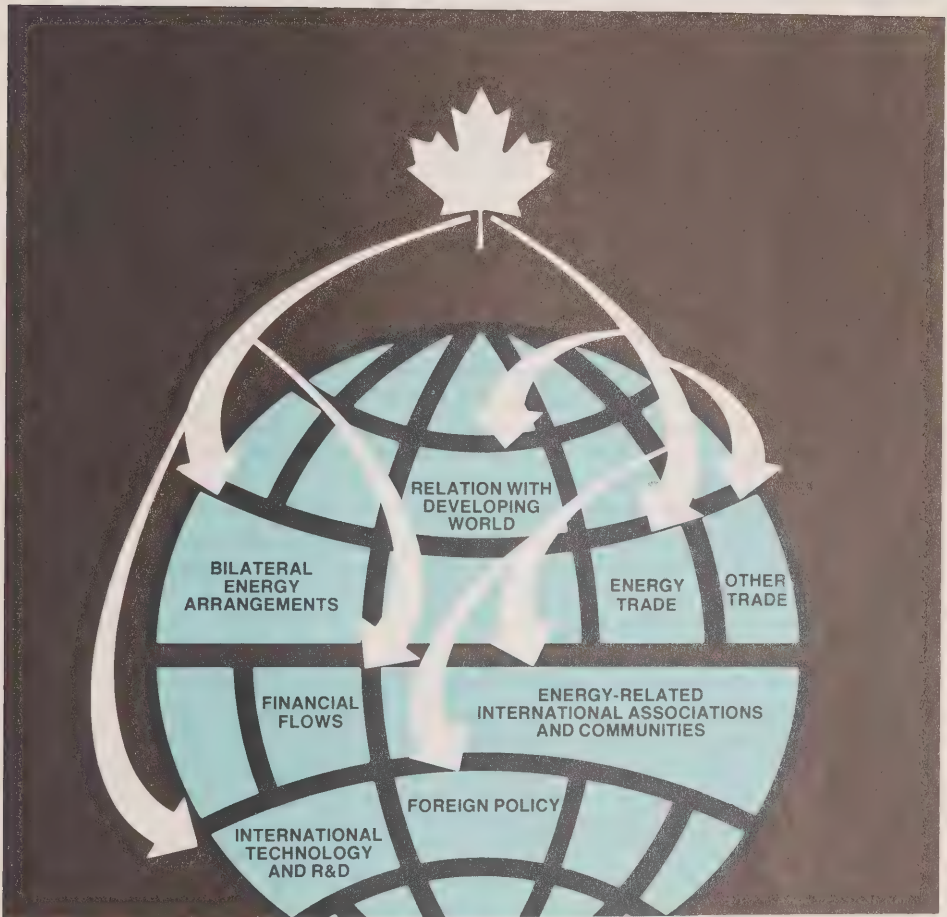 RELATION WITH
DEVELOPING
WORLD
BILATERAL
ENERGY
ARRANGEMENTS
ENERGY
TRADE
OTHER
TRADE
FINANCIAL
FLOWS
ENERGY-RELATED
INTERNATIONAL ASSOCIATIONS
AND COMMUNITIES
FOREIGN POLICY
INTERNATIONAL
TECHNOLOGY
AND R&D